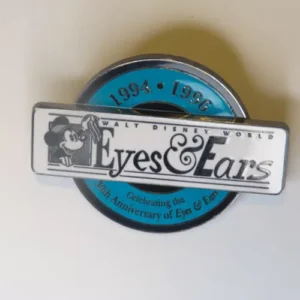 1994 • 1996
WALT DISNEY WORLD
Eyes & Ears
Celebrating the
Anniversary of Eyes & Ears